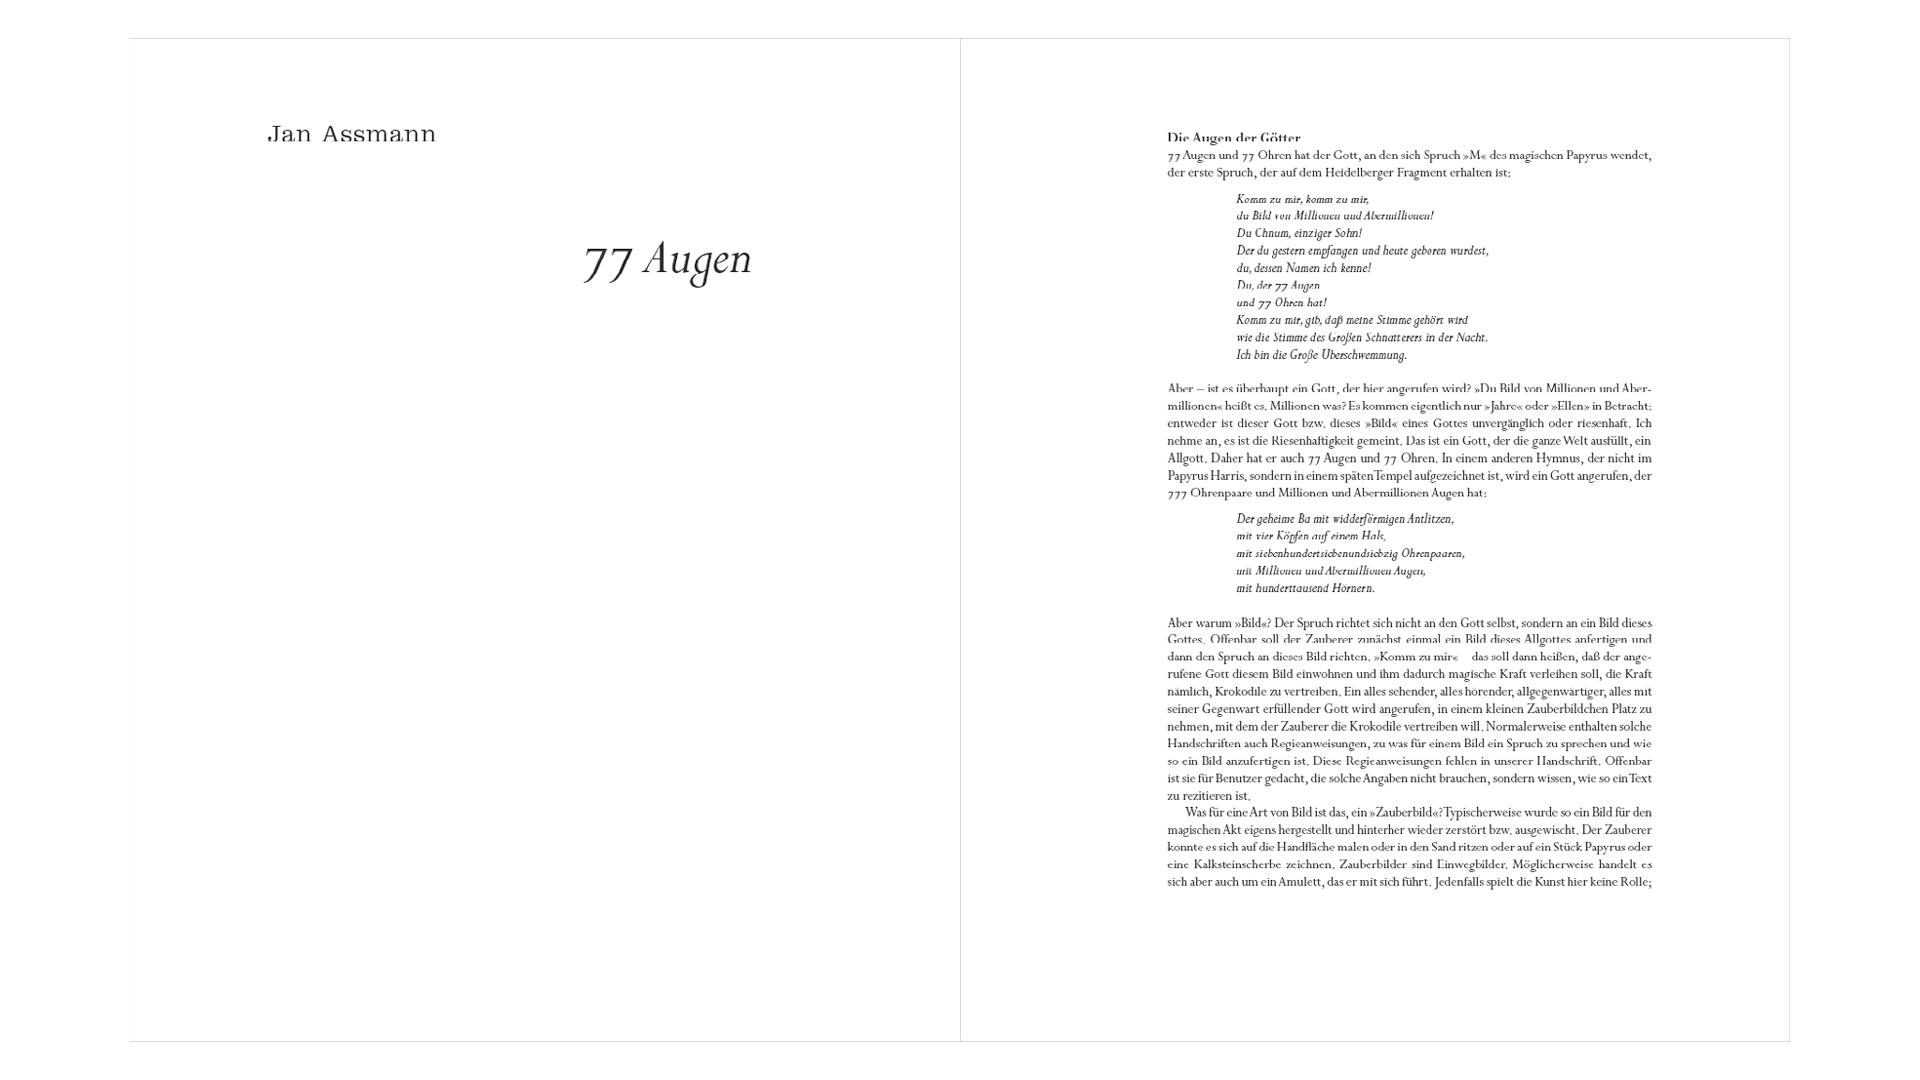 Jan Assmann
77 Augen
Die Augen der Götter
77 Augen und 77 Ohren hat der Gott, an den sich Spruch »M« des magischen Papyrus wendet,
der erste Spruch, der auf dem Heidelberger Fragment erhalten ist:
Komm zu mir, komm zu mir,
du Bild von Millionen und Abermillionen!
Du Chnum, einziger Sohn!
Der du gestern empfangen und heute geboren wurdest,
du, dessen Namen ich kenne!
Du, der 77 Augen
und 77 Ohren hat!
Komm zu mir, gib, daß meine Stimme gehört wird
wie die Stimme des Großen Schnatterers in der Nacht.
Ich bin die Große Überschwemmung.
Aber – ist es überhaupt ein Gott, der hier angerufen wird? »Du Bild von Millionen und Aber-
millionen« heißt es. Millionen was? Es kommen eigentlich nur »Jahre« oder »Ellen« in Betracht:
entweder ist dieser Gott bzw. dieses »Bild« eines Gottes unvergänglich oder riesenhaft. Ich
nehme an, es ist die Riesenhaftigkeit gemeint. Das ist ein Gott, der die ganze Welt ausfüllt, ein
Allgott. Daher hat er auch 77 Augen und 77 Ohren. In einem anderen Hymnus, der nicht im
Papyrus Harris, sondern in einem späten Tempel aufgezeichnet ist, wird ein Gott angerufen, der
777 Ohrenpaare und Millionen und Abermillionen Augen hat:
Der geheime Ba mit widderförmigen Antlitzen,
mit vier Köpfen auf einem Hals,
mit siebenhundertsiebenundsiebzig Ohrenpaaren,
mit Millionen und Abermillionen Augen,
mit hunderttausend Hörnern.
Aber warum »Bild«? Der Spruch richtet sich nicht an den Gott selbst, sondern an ein Bild dieses
Gottes. Offenbar soll der Zauberer zunächst einmal ein Bild dieses Allgottes anfertigen und
dann den Spruch an dieses Bild richten. »Komm zu mir« das soll dann heißen, daß der ange-
rufene Gott diesem Bild einwohnen und ihm dadurch magische Kraft verleihen soll, die Kraft
nämlich, Krokodile zu vertreiben. Ein alles sehender, alles hörender, allgegenwärtiger, alles mit
seiner Gegenwart erfüllender Gott wird angerufen, in einem kleinen Zauberbildchen Platz zu
nehmen, mit dem der Zauberer die Krokodile vertreiben will. Normalerweise enthalten solche
Handschriften auch Regieanweisungen, zu was für einem Bild ein Spruch zu sprechen und wie
so ein Bild anzufertigen ist. Diese Regieanweisungen fehlen in unserer Handschrift. Offenbar
ist sie für Benutzer gedacht, die solche Angaben nicht brauchen, sondern wissen, wie so ein Text
zu rezitieren ist.
Was für eine Art von Bild ist das, ein »Zauberbild«? Typischerweise wurde so ein Bild für den
magischen Akt eigens hergestellt und hinterher wieder zerstört bzw. ausgewischt. Der Zauberer
konnte es sich auf die Handfläche malen oder in den Sand ritzen oder auf ein Stück Papyrus oder
eine Kalksteinscherbe zeichnen. Zauberbilder sind Einwegbilder. Möglicherweise handelt es
sich aber auch um ein Amulett, das er mit sich führt. Jedenfalls spielt die Kunst hier keine Rolle;